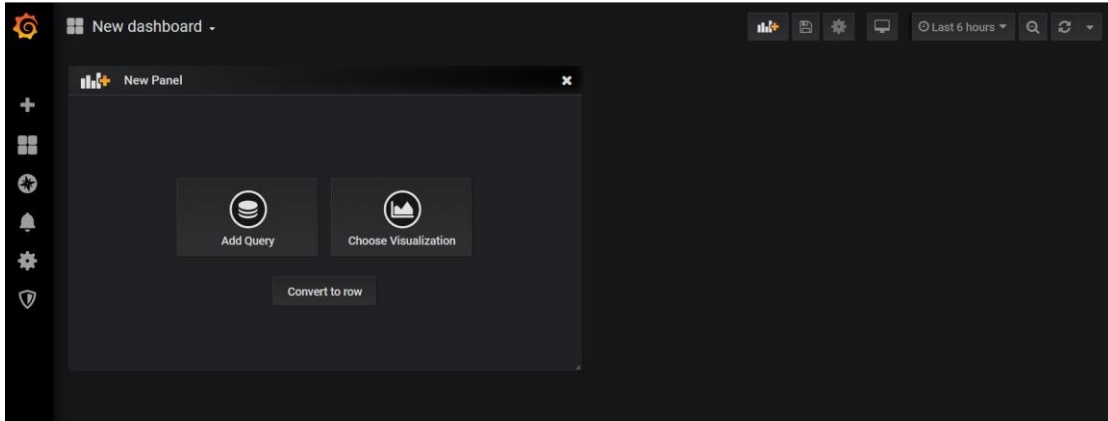 New dashboard
Last 6 hours
New Panel
Add Query
Choose Visualization
Convert to row